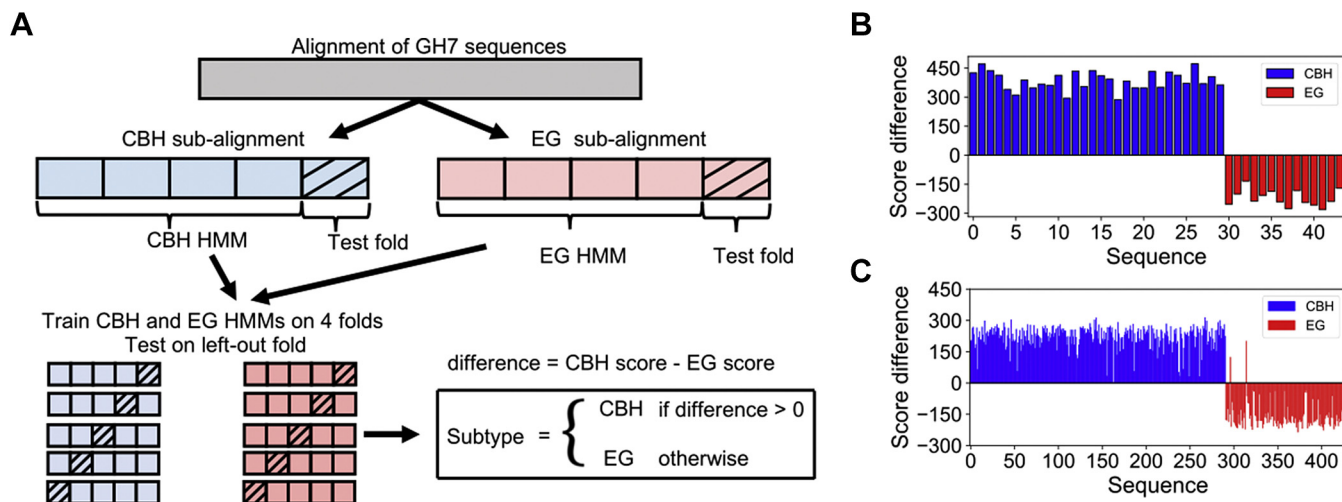 A
Alignment of GH7 sequences
CBH sub-alignment
EG sub-alignment
CBH HMM
Test fold
EG HMM
Test fold
Train CBH and EG HMMs on 4 folds
Test on left-out fold
difference = CBH score - EG score
Subtype = {
CBH if difference > 0
EG otherwise
B
Score difference
450
300
150
0
−150
−300
0 5 10 15 20 25 30 35 40
Sequence
CBH
EG
C
Score difference
450
300
150
0
−150
−300
0 50 100 150 200 250 300 350 400
Sequence
CBH
EG